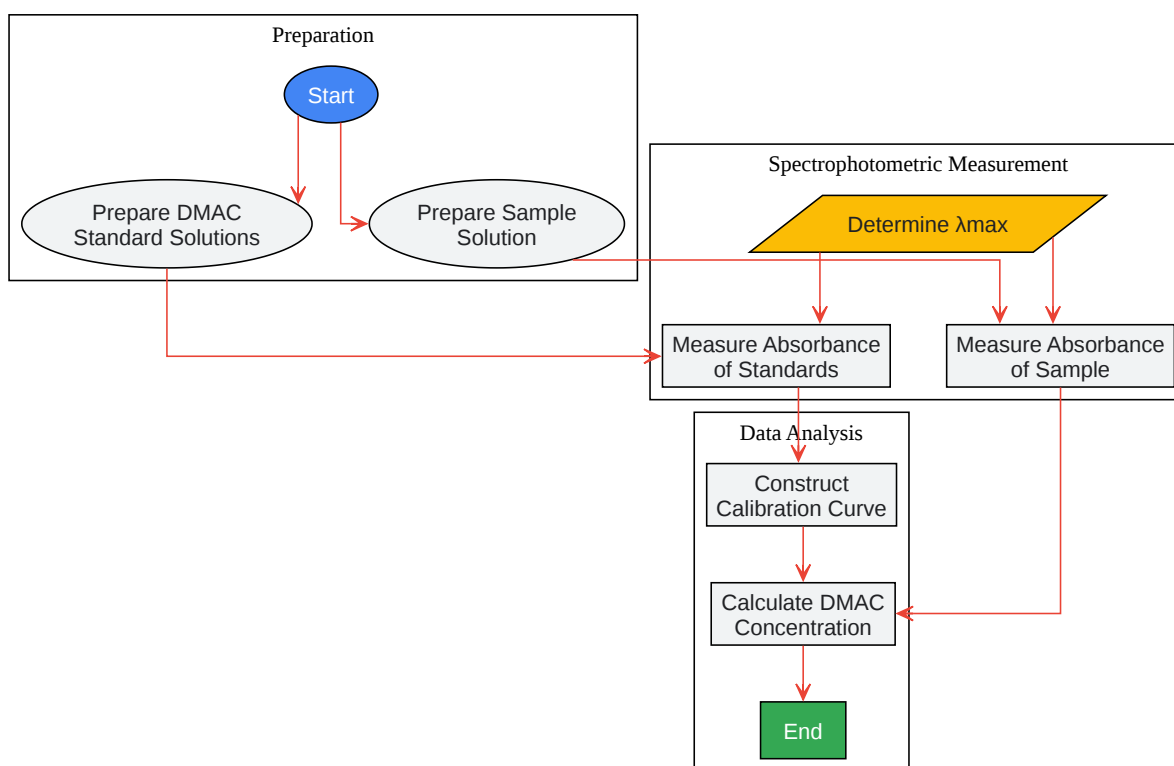 Preparation
Start
Prepare DMAC
Standard Solutions
Prepare Sample
Solution
Spectrophotometric Measurement
Determine λmax
Measure Absorbance
of Standards
Measure Absorbance
of Sample
Data Analysis
Construct
Calibration Curve
Calculate DMAC
Concentration
End